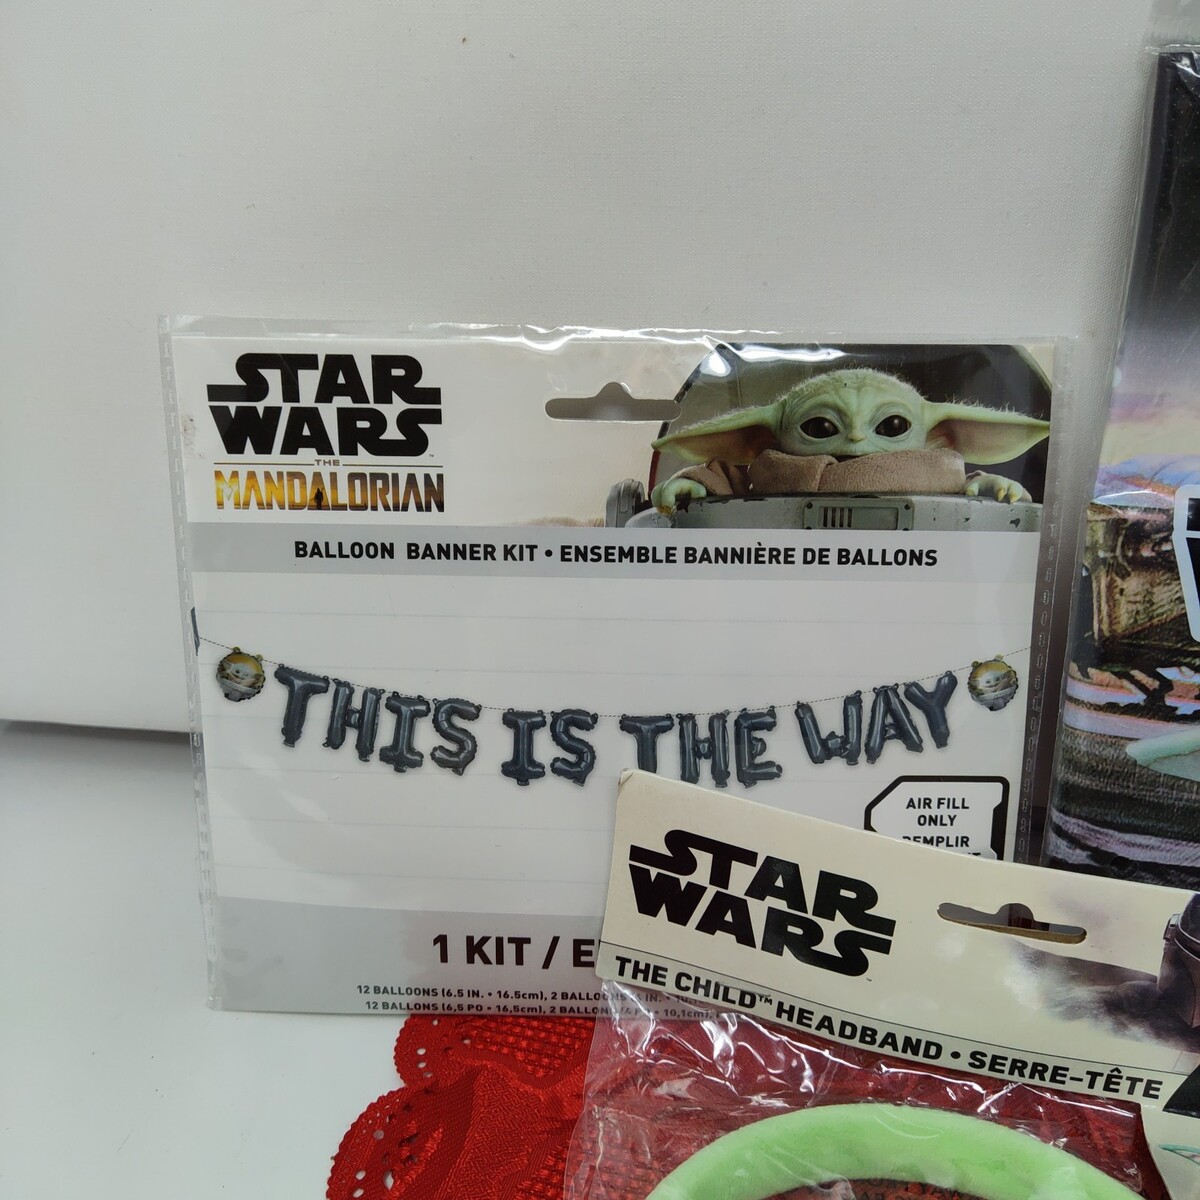 STAR
WARS
THE
MANDALORIAN
BALLOON BANNER KIT • ENSEMBLE BANNIÈRE DE BALLONS
THIS IS THE WAY
AIR FILL
ONLY
REMPLIR
1 KIT /
12 BALLOONS (6.5 IN. • 16.5cm), 2 BALLOONS
12 BALLONS (6,5 PO • 16,5cm), 2 BALLONS
STAR
WARS
THE CHILD™ HEADBAND • SERRE-TÊTE